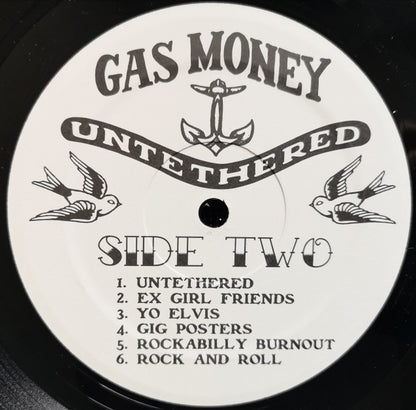 GAS MONEY
UNTETHERED
SIDE TWO
1. UNTETHERED
2. EX GIRL FRIENDS
3. YO ELVIS
4. GIG POSTERS
5. ROCKABILLY BURNOUT
6. ROCK AND ROLL